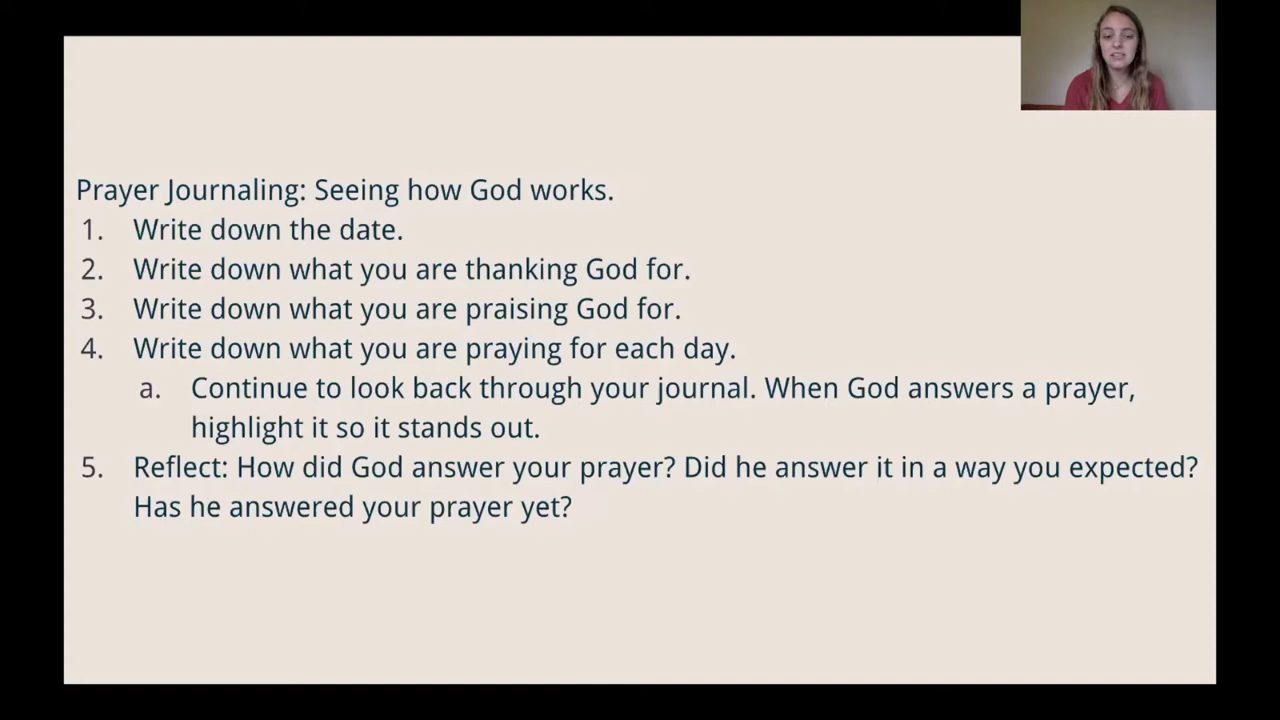 Prayer Journaling: Seeing how God works.
1. Write down the date.
2. Write down what you are thanking God for.
3. Write down what you are praising God for.
4. Write down what you are praying for each day.
a. Continue to look back through your journal. When God answers a prayer,
highlight it so it stands out.
5. Reflect: How did God answer your prayer? Did he answer it in a way you expected?
Has he answered your prayer yet?